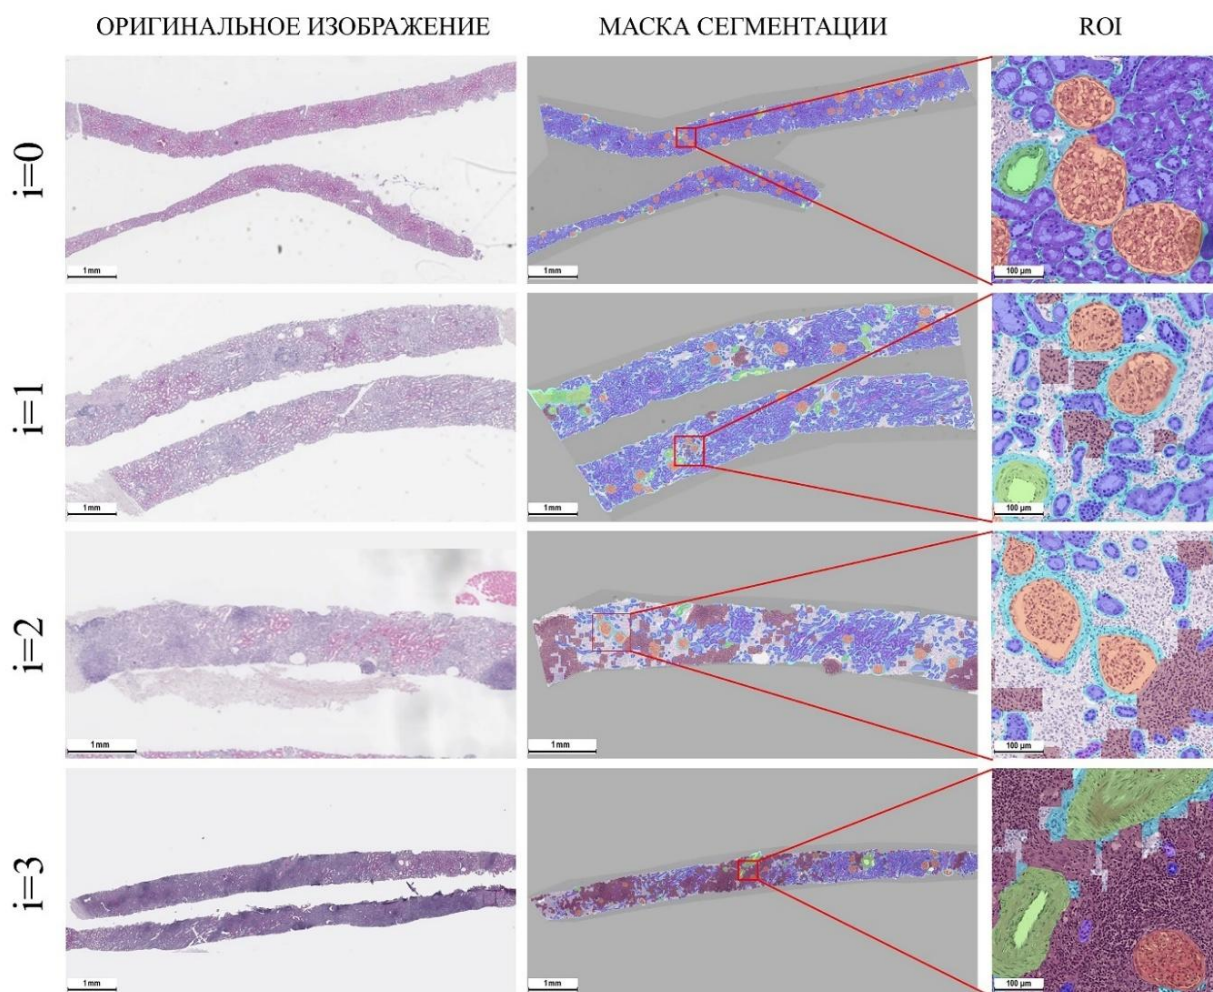 ОРИГИНАЛЬНОЕ ИЗОБРАЖЕНИЕ МАСКА СЕГМЕНТАЦИИ ROI
i=0
1mm 1mm 100 µm
i=1
1mm 1mm 100 µm
i=2
1mm 1mm 100 µm
i=3
1mm 1mm 100 µm